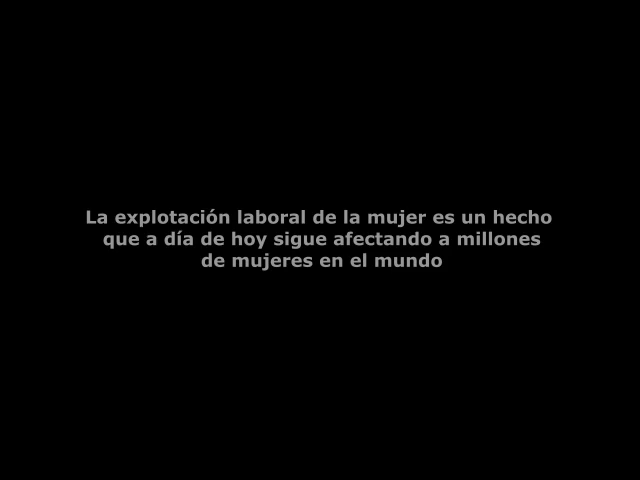 La explotación laboral de la mujer es un hecho
que a día de hoy sigue afectando a millones
de mujeres en el mundo